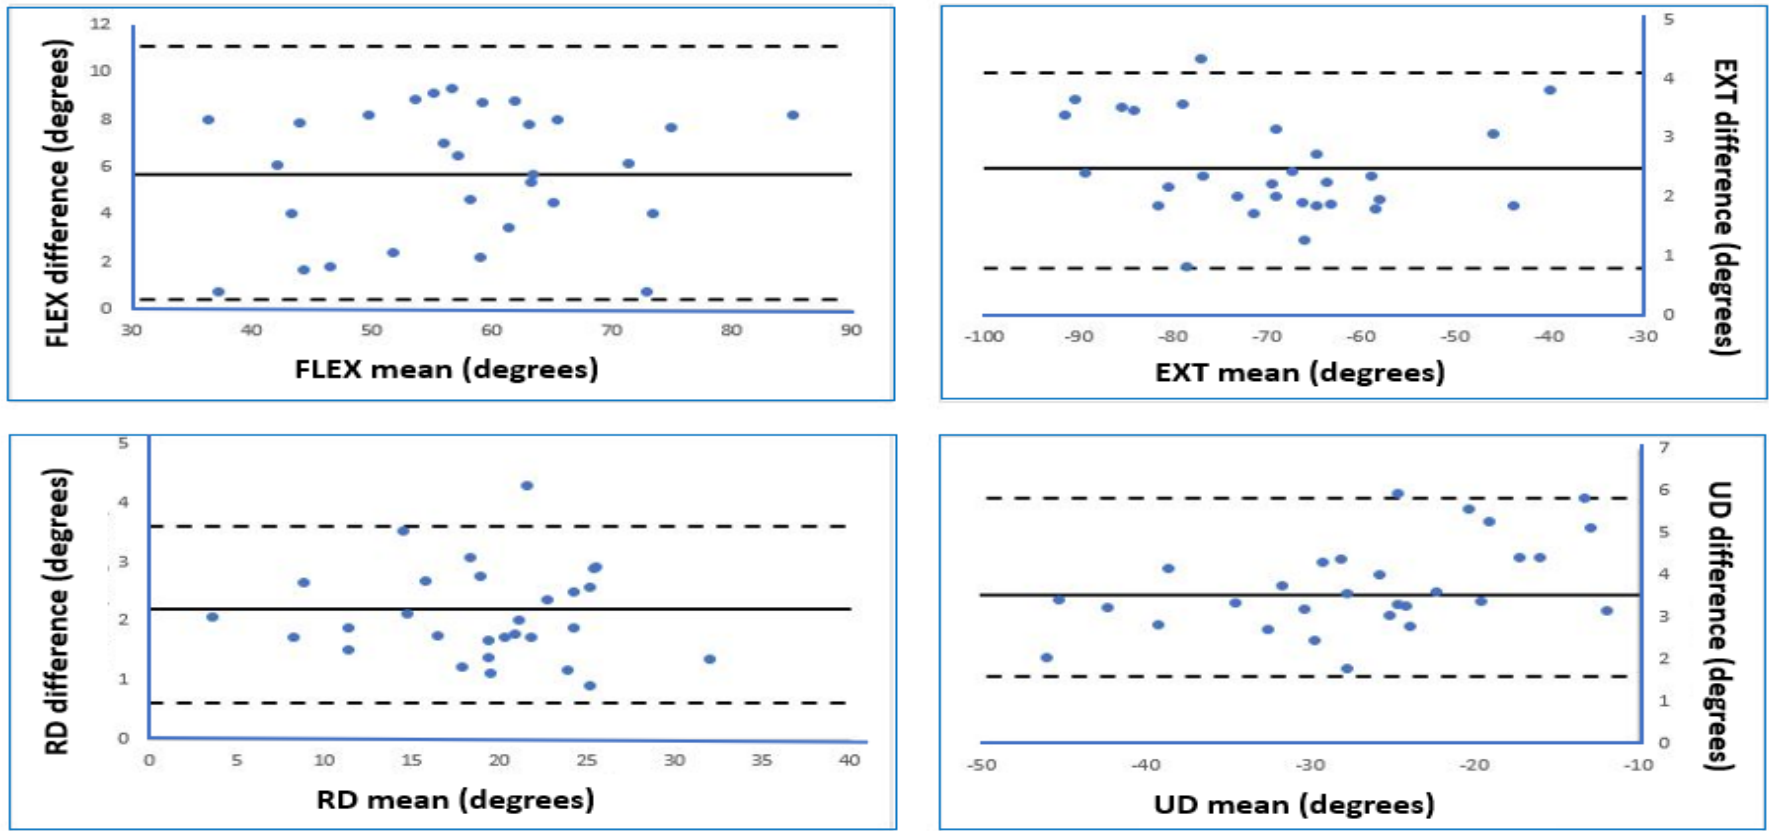 12
10
8
6
4
2
0
FLEX difference (degrees)
30 40 50 60 70 80 90
FLEX mean (degrees)
5
4
3
2
1
0
EXT difference (degrees)
-100 -90 -80 -70 -60 -50 -40 -30
EXT mean (degrees)
5
4
3
2
1
0
RD difference (degrees)
0 5 10 15 20 25 30 35 40
RD mean (degrees)
7
6
5
4
3
2
1
0
UD difference (degrees)
-50 -40 -30 -20 -10
UD mean (degrees)